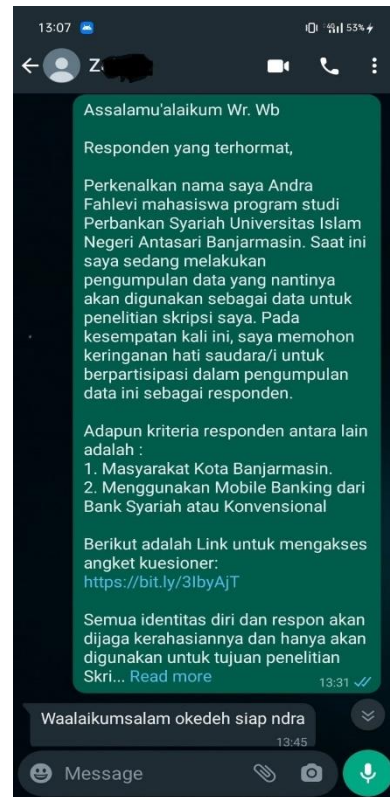 13:07
53%
Assalamu'alaikum Wr. Wb
Responden yang terhormat,
Perkenalkan nama saya Andra
Fahlevi mahasiswa program studi
Perbankan Syariah Universitas Islam
Negeri Antasari Banjarmasin. Saat ini
saya sedang melakukan
pengumpulan data yang nantinya
akan digunakan sebagai data untuk
penelitian skripsi saya. Pada
kesempatan kali ini, saya memohon
keringanan hati saudara/i untuk
berpartisipasi dalam pengumpulan
data ini sebagai responden.
Adapun kriteria responden antara lain
adalah :
1. Masyarakat Kota Banjarmasin.
2. Menggunakan Mobile Banking dari
Bank Syariah atau Konvensional
Berikut adalah Link untuk mengakses
angket kuesioner:
https://bit.ly/3IbyAjT
Semua identitas diri dan respon akan
dijaga kerahasiannya dan hanya akan
digunakan untuk tujuan penelitian
Skri... Read more
13:31
Waalaikumsalam okedeh siap ndra
13:45
Message